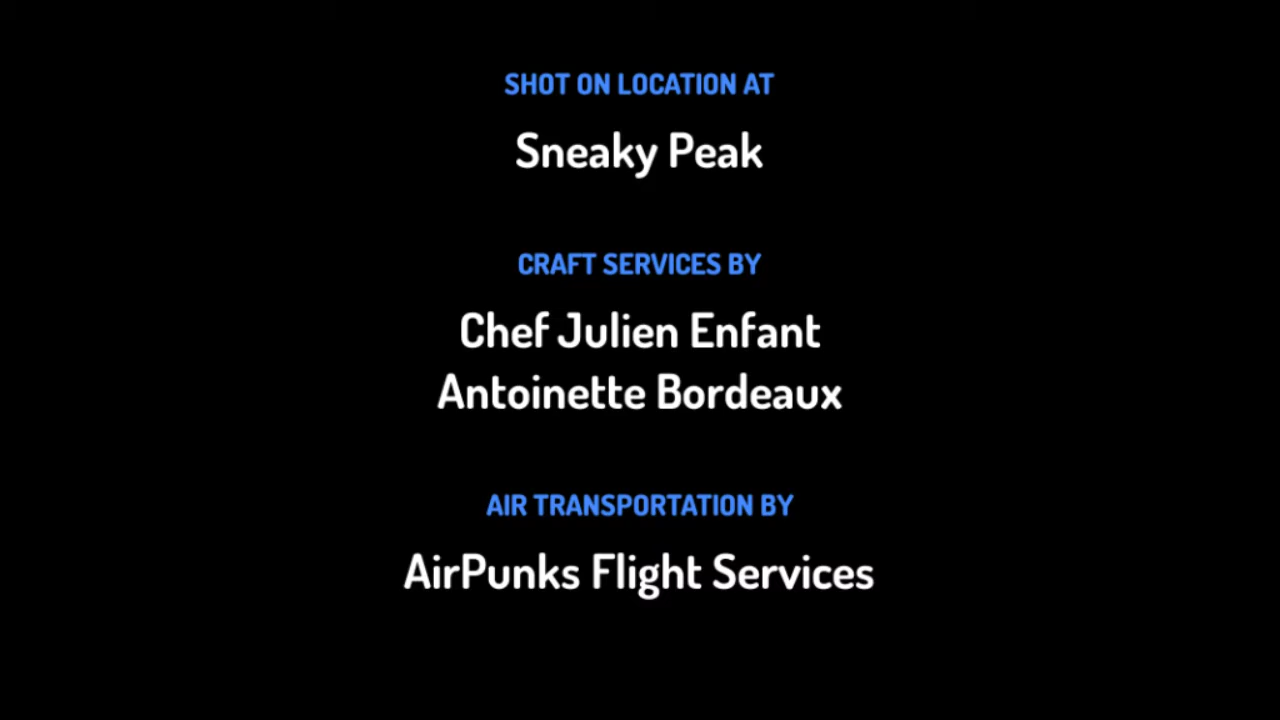 SHOT ON LOCATION AT
Sneaky Peak
CRAFT SERVICES BY
Chef Julien Enfant
Antoinette Bordeaux
AIR TRANSPORTATION BY
AirPunks Flight Services